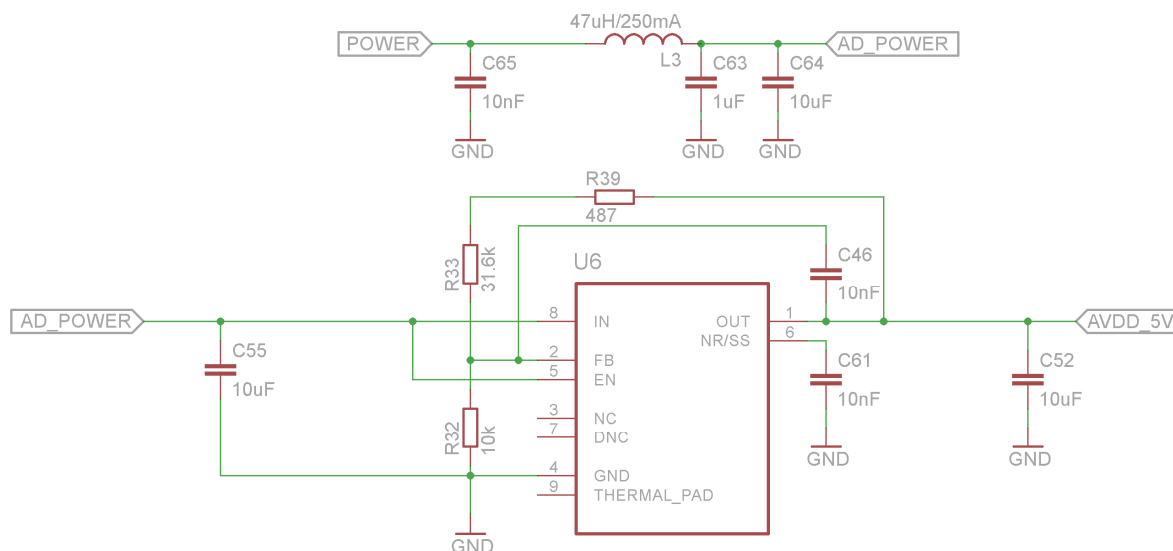 47uH/250mA
POWER
AD_POWER
L3
C65
10nF
C63
1uF
C64
10uF
GND
GND
GND
R39
487
R33
31.6k
U6
C46
10nF
AD_POWER
8
IN
OUT
1
AVDD_5V
NR/SS
6
C55
10uF
2
FB
5
EN
C61
10nF
C52
10uF
R32
10k
3
NC
7
DNC
GND
GND
4
GND
9
THERMAL_PAD
GND